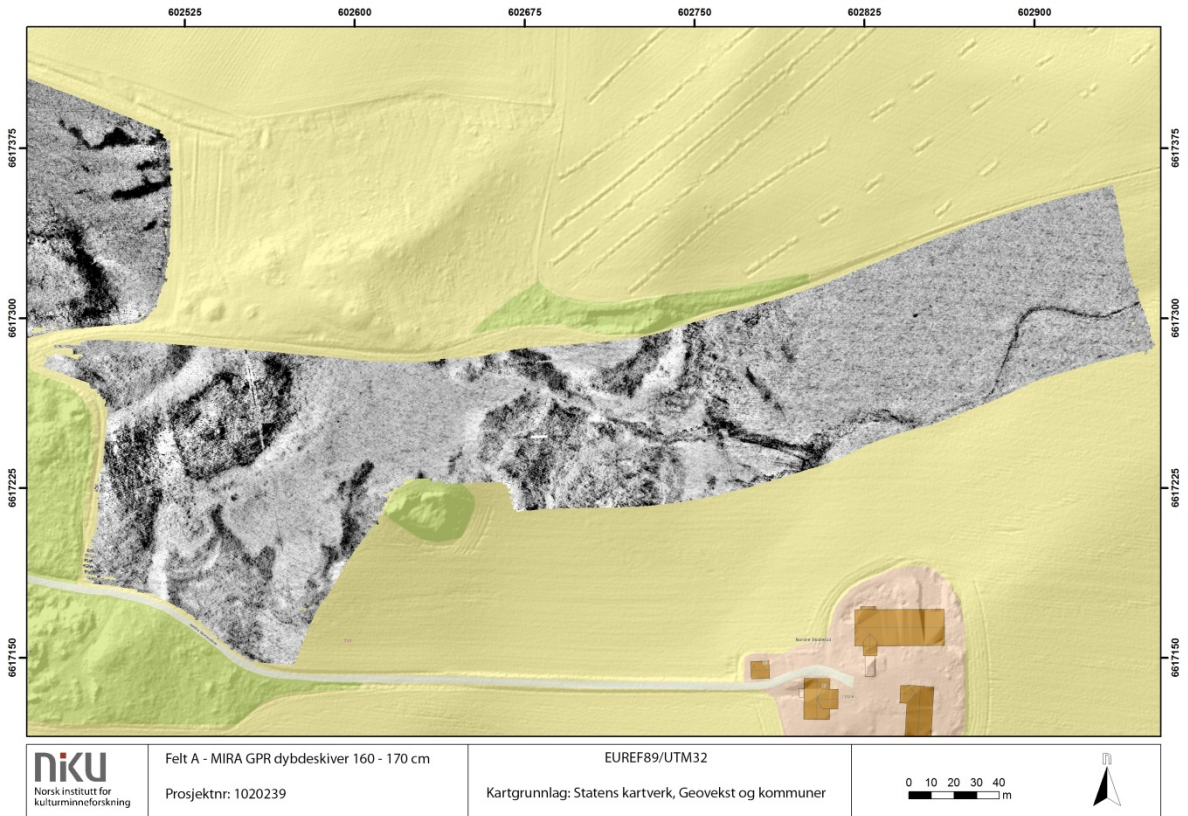 602525 602600 602675 602750 602825 602900
6617375 6617375
6617300 6617300
6617225 6617225
6617150 6617150
niku
Norsk institutt for
kulturminneforskning
Felt A - MIRA GPR dybdeskiver 160 - 170 cm
Prosjektnr: 1020239
EUREF89/UTM32
Kartgrunnlag: Statens kartverk, Geovekst og kommuner
0 10 20 30 40
m
n